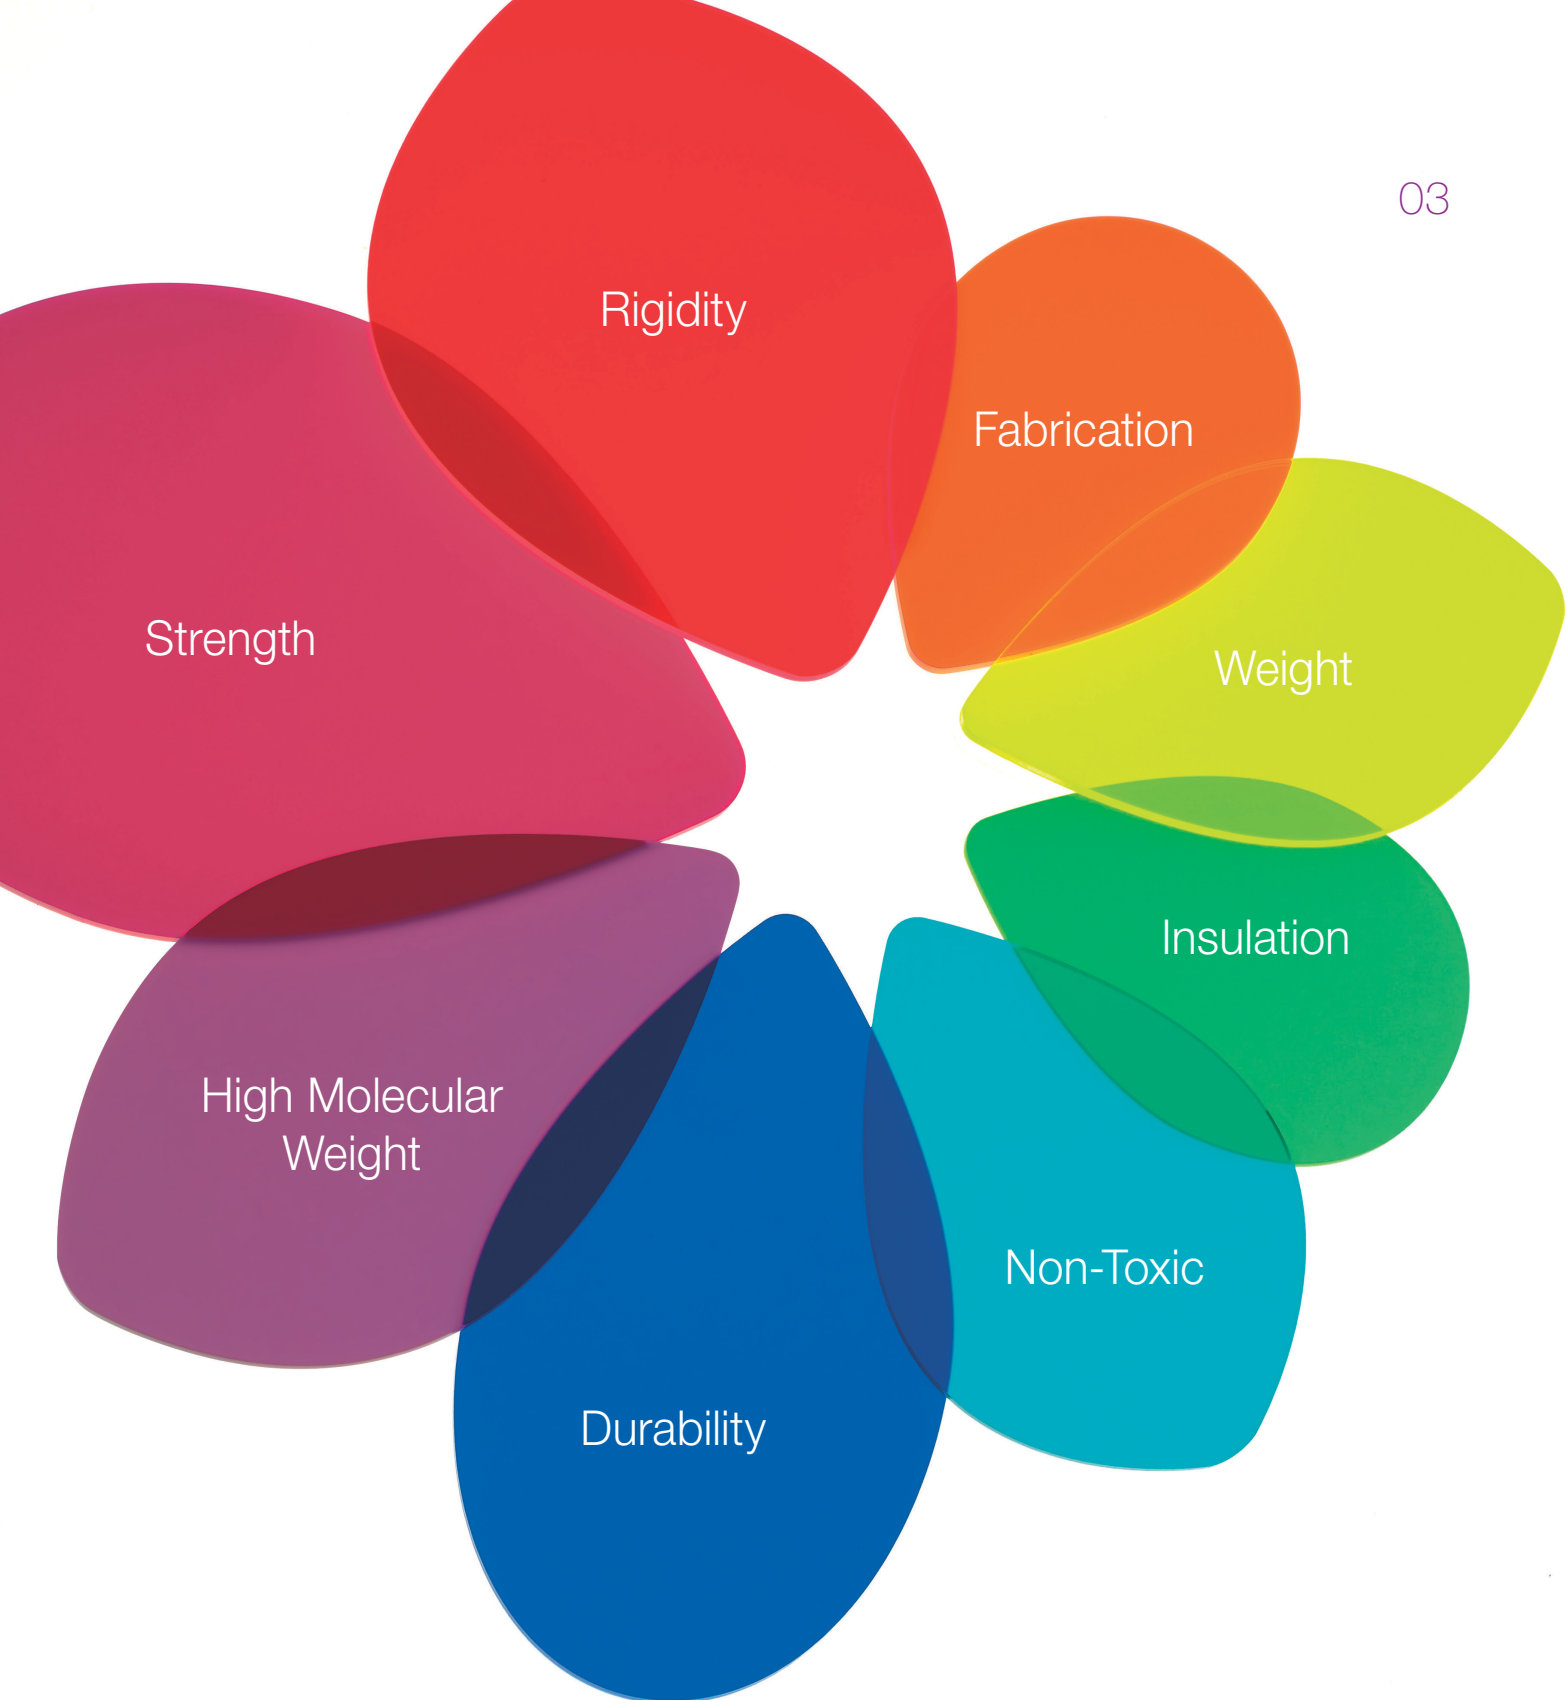 03
Rigidity
Fabrication
Strength
Weight
Insulation
High Molecular
Weight
Non-Toxic
Durability